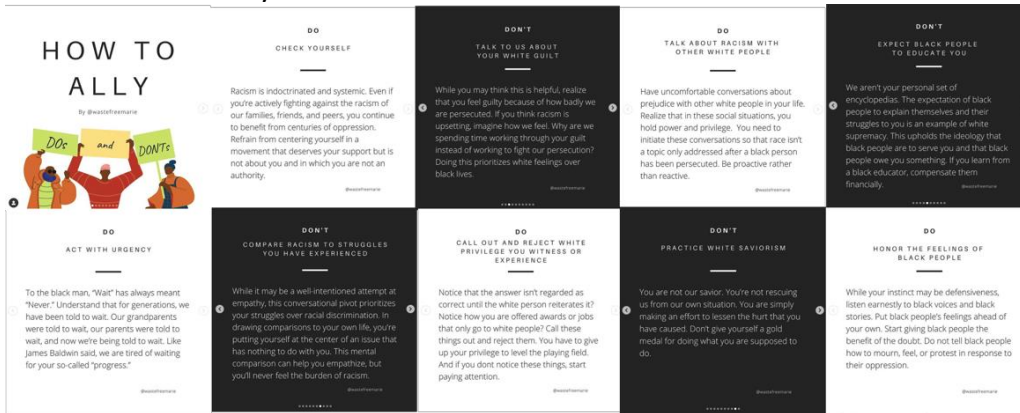 HOW TO
ALLY
By @wastefreemarie
DOs
and
DONTs
DO
CHECK YOURSELF
Racism is indoctrinated and systemic. Even if
you're actively fighting against the racism of
our families, friends, and peers, you continue
to benefit from centuries of oppression.
Refrain from centering yourself in a
movement that deserves your support but is
not about you and in which you are not an
authority.
@wastefreemarie
DON'T
TALK TO US ABOUT
YOUR WHITE GUILT
While you may think this is helpful, realize
that you feel guilty because of how badly we
are persecuted. If you think racism is
upsetting, imagine how we feel. Why are we
spending time working through your guilt
instead of working to fight our persecution?
Doing this prioritizes white feelings over
black lives.
@wastefreemarie
DO
TALK ABOUT RACISM WITH
OTHER WHITE PEOPLE
Have uncomfortable conversations about
prejudice with other white people in your life.
Realize that in these social situations, you
hold power and privilege. You need to
initiate these conversations so that race isn't
a topic only addressed after a black person
has been persecuted. Be proactive rather
than reactive.
@wastefreemarie
DON'T
EXPECT BLACK PEOPLE
TO EDUCATE YOU
We aren't your personal set of
encyclopedias. The expectation of black
people to explain themselves and their
struggles to you is an example of white
supremacy. This upholds the ideology that
black people are to serve you and that black
people owe you something. If you learn from
a black educator, compensate them
financially.
@wastefreemarie
DO
ACT WITH URGENCY
To the black man, "Wait" has always meant
"Never." Understand that for generations, we
have been told to wait. Our grandparents
were told to wait, our parents were told to
wait, and now we're being told to wait. Like
James Baldwin said, we are tired of waiting
for your so-called "progress."
@wastefreemarie
DON'T
COMPARE RACISM TO STRUGGLES
YOU HAVE EXPERIENCED
While it may be a well-intentioned attempt at
empathy, this conversational pivot prioritizes
your struggles over racial discrimination. In
drawing comparisons to your own life, you're
putting yourself at the center of an issue that
has nothing to do with you. This mental
comparison can help you empathize, but
you'll never feel the burden of racism.
@wastefreemarie
DO
CALL OUT AND REJECT WHITE
PRIVILEGE YOU WITNESS OR
EXPERIENCE
Notice that the answer isn't regarded as
correct until the white person reiterates it?
Notice how you are offered awards or jobs
that only go to white people? Call these
things out and reject them. You have to give
up your privilege to level the playing field.
And if you dont notice these things, start
paying attention.
@wastefreemarie
DON'T
PRACTICE WHITE SAVIORISM
You are not our savior. You're not rescuing
us from our own situation. You are simply
making an effort to lessen the hurt that you
have caused. Don't give yourself a gold
medal for doing what you are supposed to
do.
@wastefreemarie
DO
HONOR THE FEELINGS OF
BLACK PEOPLE
While your instinct may be defensiveness,
listen earnestly to black voices and black
stories. Put black people's feelings ahead of
your own. Start giving black people the
benefit of the doubt. Do not tell black people
how to mourn, feel, or protest in response to
their oppression.
@wastefreemarie